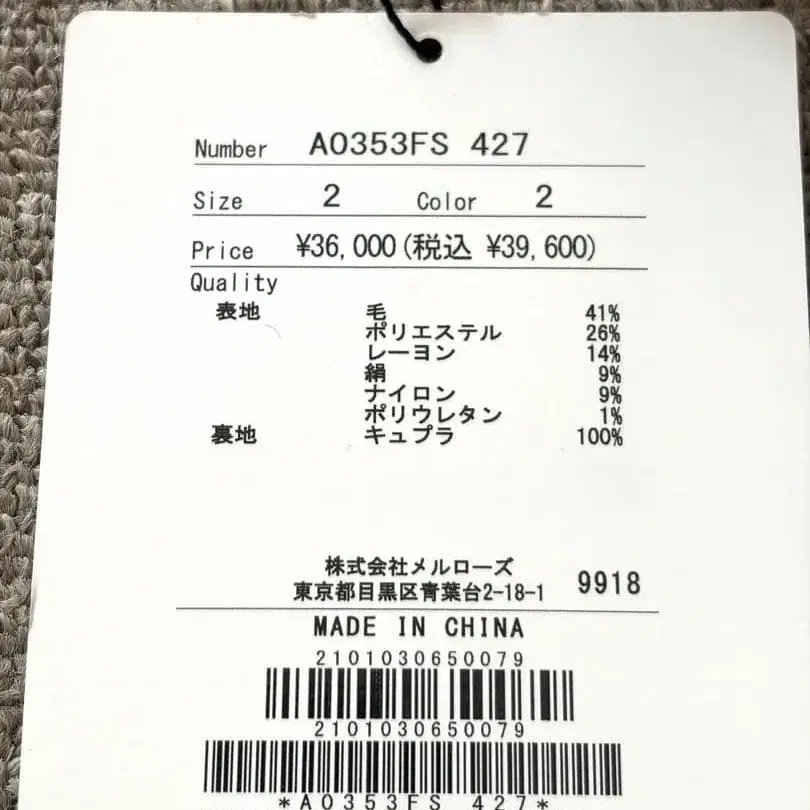 Number A0353FS 427
Size 2 Color 2
Price ¥36,000(税込 ¥39,600)
Quality
表地 毛 41%
ポリエステル 26%
レーヨン 14%
絹 9%
ナイロン 9%
ポリウレタン 1%
裏地 キュプラ 100%
株式会社メルローズ
東京都目黒区青葉台2-18-1 9918
MADE IN CHINA
2101030650079
2101030650079
*A0353FS 427*